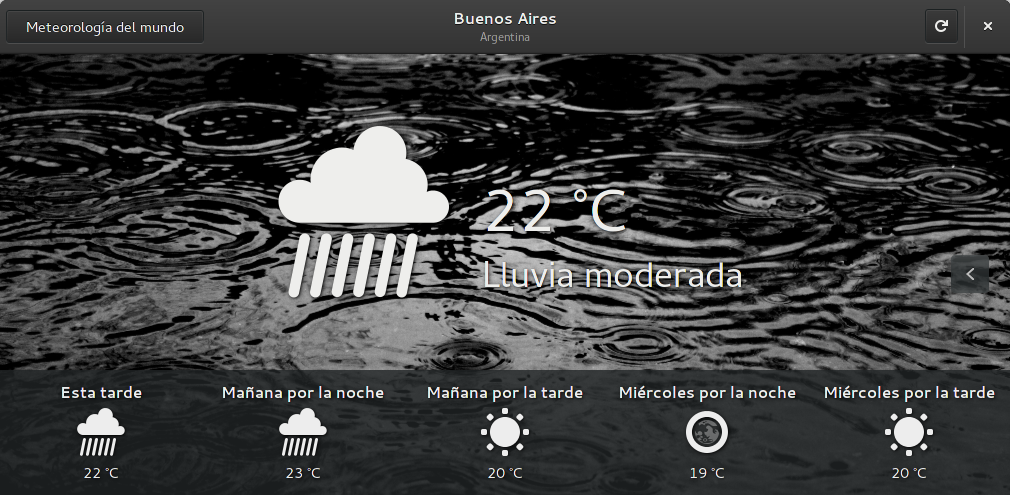 Meteorología del mundo
Buenos Aires
Argentina
22 °C
Lluvia moderada
Esta tarde
22 °C
Mañana por la noche
23 °C
Mañana por la tarde
20 °C
Miércoles por la noche
19 °C
Miércoles por la tarde
20 °C